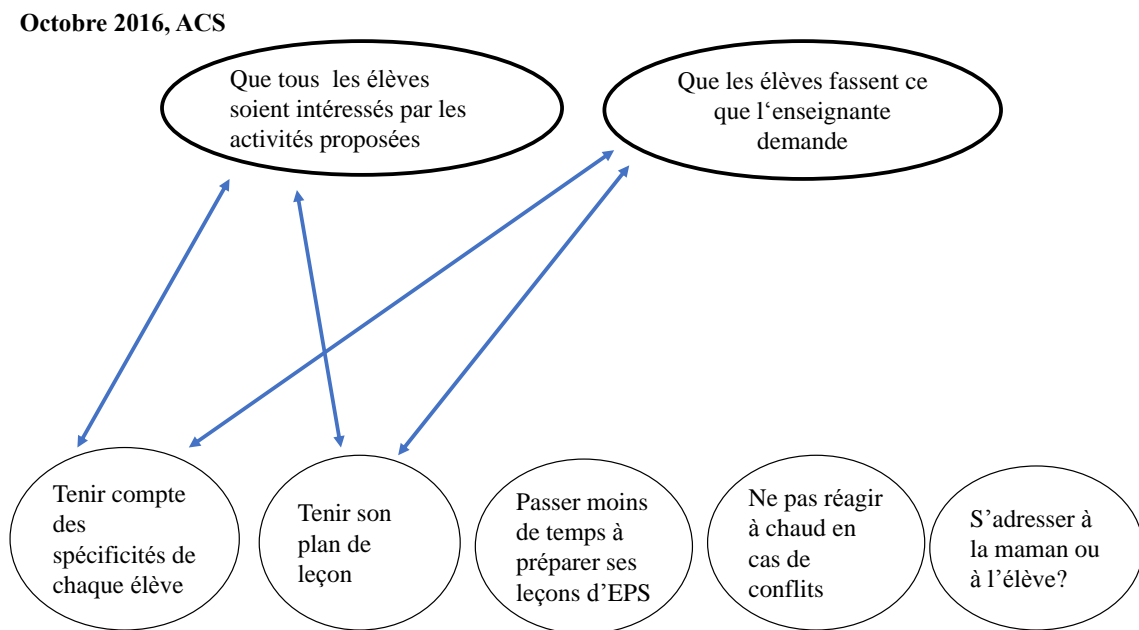 Octobre 2016, ACS
Que tous les élèves
soient intéressés par les
activités proposées
Que les élèves fassent ce
que l‘enseignante
demande
Tenir compte
des
spécificités de
chaque élève
Tenir son
plan de
leçon
Passer moins
de temps à
préparer ses
leçons d’EPS
Ne pas réagir
à chaud en
cas de
conflits
S’adresser à
la maman ou
à l’élève?